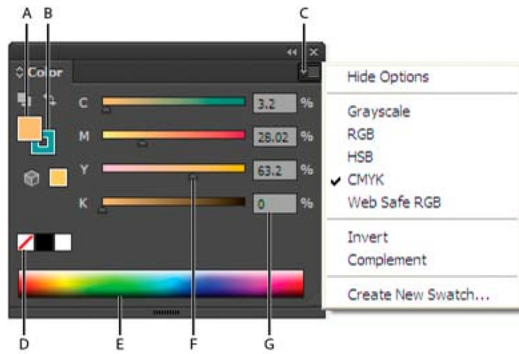 A B C
Color
C 3.2 %
M 28.02 %
Y 63.2 %
K 0 %
D E F G
Hide Options
Grayscale
RGB
HSB
CMYK
Web Safe RGB
Invert
Complement
Create New Swatch...